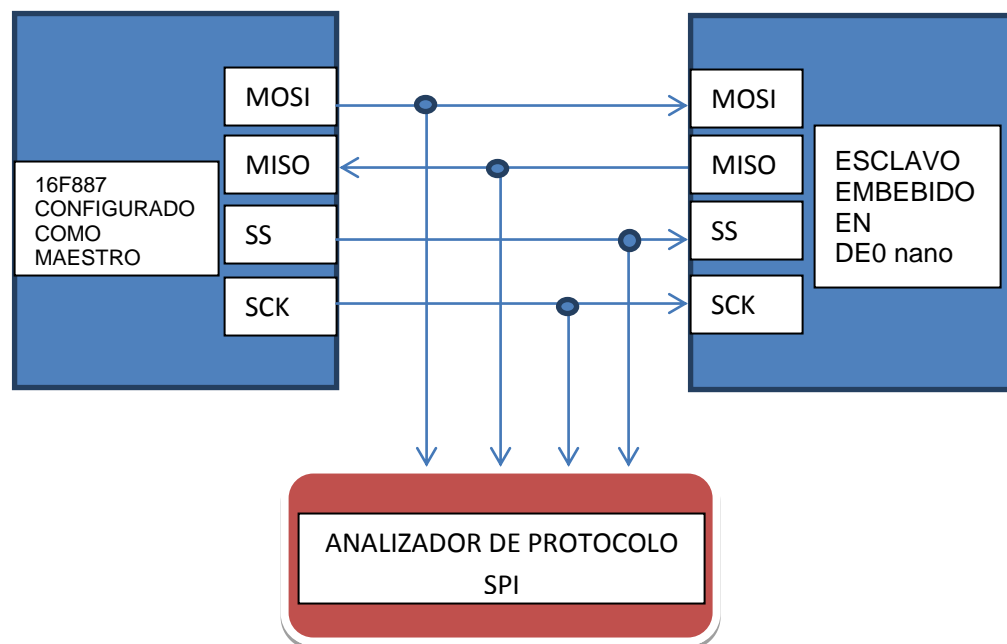 MOSI
MISO
SS
SCK
16F887
CONFIGURADO
COMO
MAESTRO
MOSI
MISO
SS
SCK
ESCLAVO
EMBEBIDO
EN
DE0 nano
ANALIZADOR DE PROTOCOLO
SPI